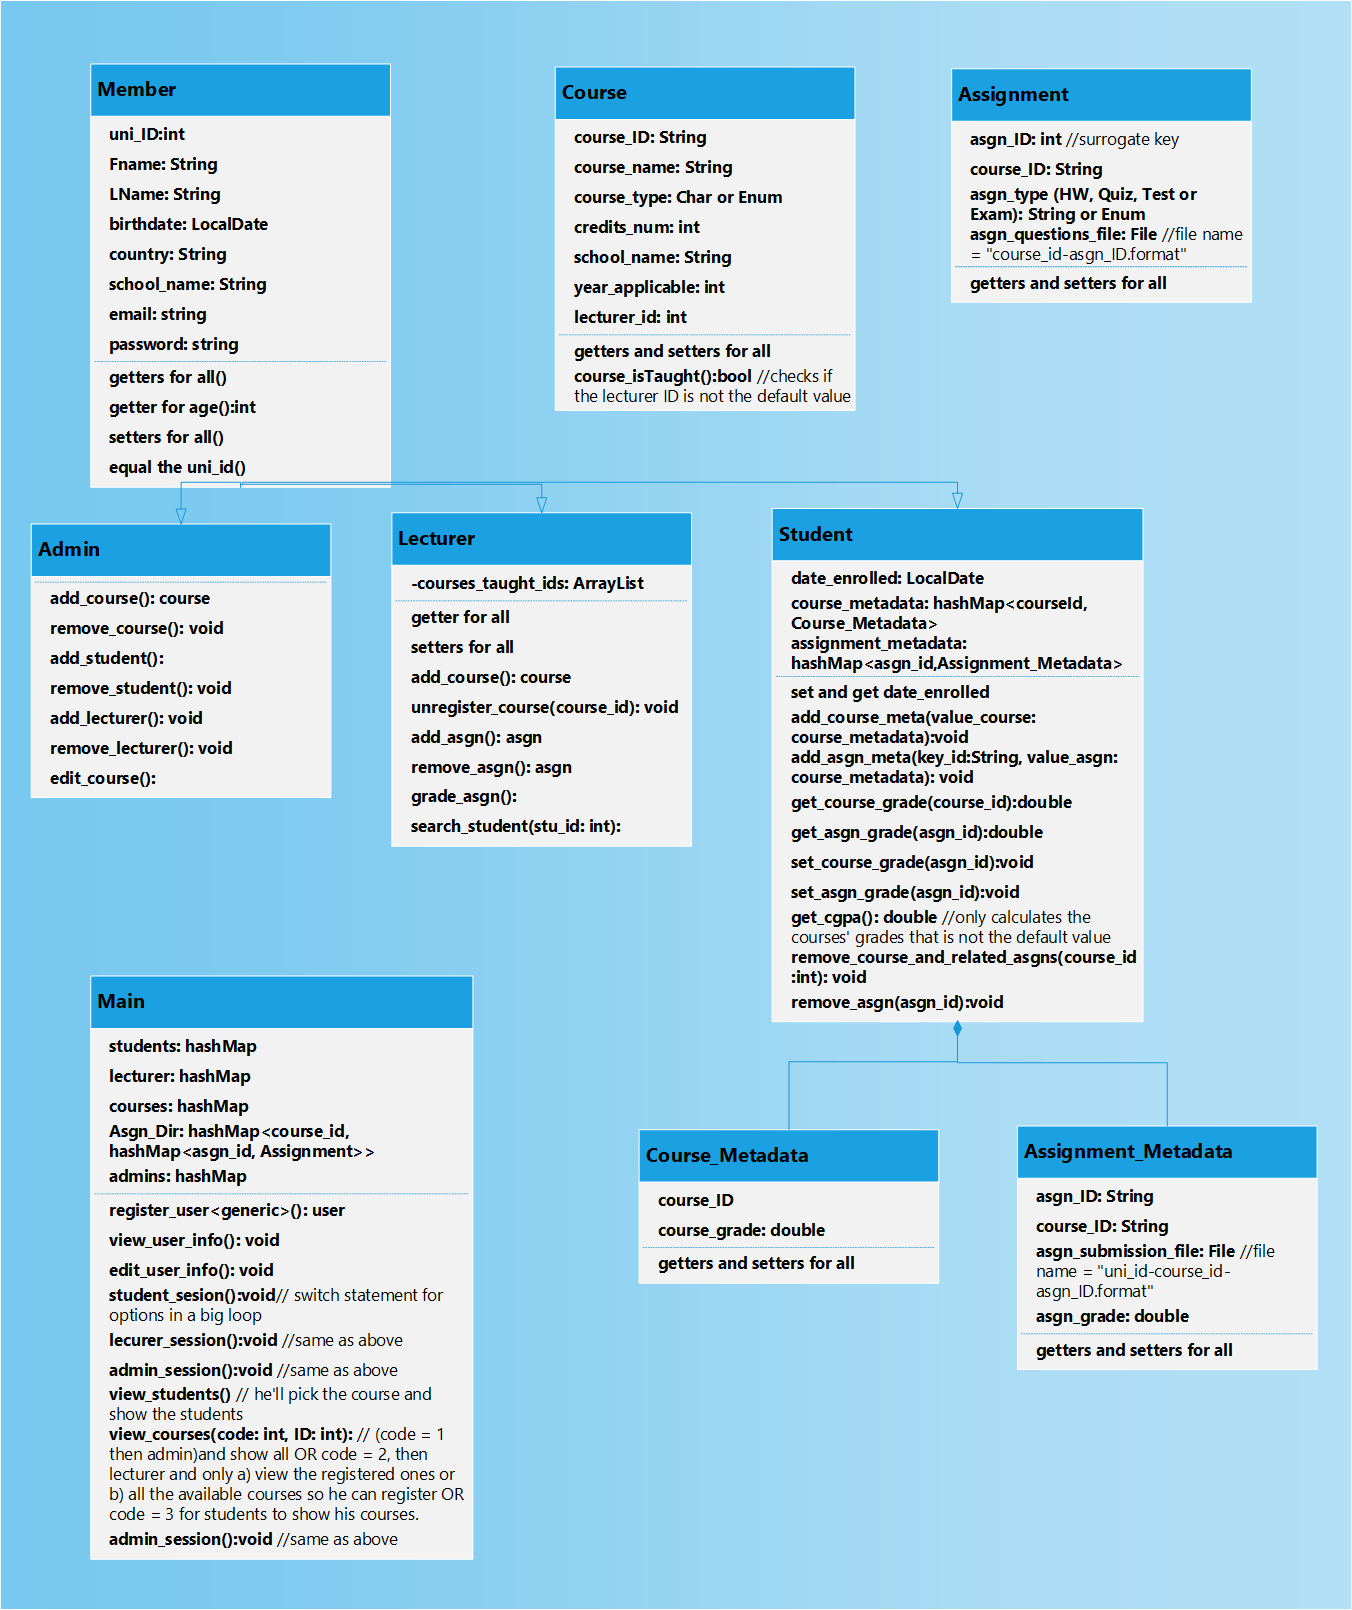 Member
uni_ID:int
Fname: String
LName: String
birthdate: LocalDate
country: String
school_name: String
email: string
password: string
getters for all()
getter for age():int
setters for all()
equal the uni_id()
Course
course_ID: String
course_name: String
course_type: Char or Enum
credits_num: int
school_name: String
year_applicable: int
lecturer_id: int
getters and setters for all
course_isTaught():bool //checks if
the lecturer ID is not the default value
Assignment
asgn_ID: int //surrogate key
course_ID: String
asgn_type (HW, Quiz, Test or
Exam): String or Enum
asgn_questions_file: File //file name
= "course_id-asgn_ID.format"
getters and setters for all
Admin
add_course(): course
remove_course(): void
add_student():
remove_student(): void
add_lecturer(): void
remove_lecturer(): void
edit_course():
Lecturer
-courses_taught_ids: ArrayList
getter for all
setters for all
add_course(): course
unregister_course(course_id): void
add_asgn(): asgn
remove_asgn(): asgn
grade_asgn():
search_student(stu_id: int):
Student
date_enrolled: LocalDate
course_metadata: hashMap<courseId,
Course_Metadata>
assignment_metadata:
hashMap<asgn_id,Assignment_Metadata>
set and get date_enrolled
add_course_meta(value_course:
course_metadata):void
add_asgn_meta(key_id:String, value_asgn:
course_metadata): void
get_course_grade(course_id):double
get_asgn_grade(asgn_id):double
set_course_grade(asgn_id):void
set_asgn_grade(asgn_id):void
get_cgpa(): double //only calculates the
courses' grades that is not the default value
remove_course_and_related_asgns(course_id
:int): void
remove_asgn(asgn_id):void
Main
students: hashMap
lecturer: hashMap
courses: hashMap
Asgn_Dir: hashMap<course_id,
hashMap<asgn_id, Assignment>>
admins: hashMap
register_user<generic>(): user
view_user_info(): void
edit_user_info(): void
student_sesion():void// switch statement for
options in a big loop
lecurer_session():void //same as above
admin_session():void //same as above
view_students() // he'll pick the course and
show the students
view_courses(code: int, ID: int): // (code = 1
then admin)and show all OR code = 2, then
lecturer and only a) view the registered ones or
b) all the available courses so he can register OR
code = 3 for students to show his courses.
admin_session():void //same as above
Course_Metadata
course_ID
course_grade: double
getters and setters for all
Assignment_Metadata
asgn_ID: String
course_ID: String
asgn_submission_file: File //file
name = "uni_id-course_id-
asgn_ID.format"
asgn_grade: double
getters and setters for all